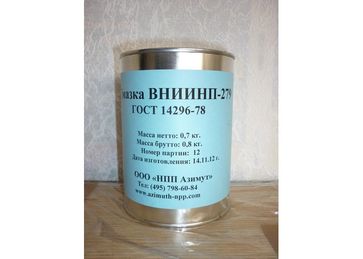 мазка ВНИИНП-279
ГОСТ 14296-78
Масса нетто: 0,7 кг.
Масса брутто: 0,8 кг.
Номер партии: 12
Дата изготовления: 14.11.12 г.
ООО «НПП Азимут»
Тел: (495) 798-60-84
www.azimuth-npp.com